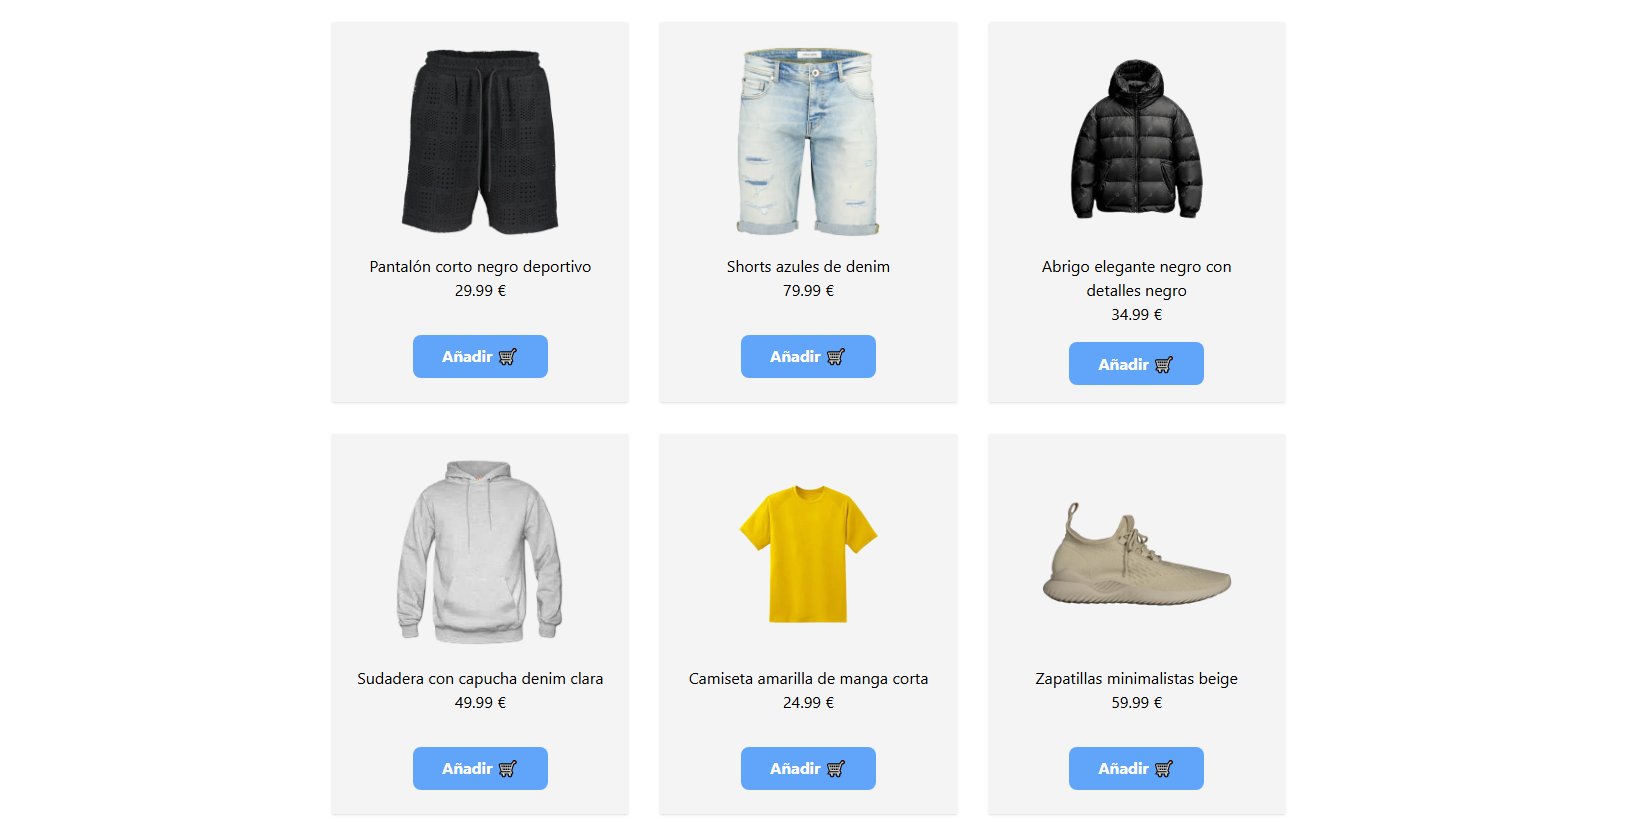 Pantalón corto negro deportivo
29.99 €
Añadir 🛒
Shorts azules de denim
79.99 €
Añadir 🛒
Abrigo elegante negro con
detalles negro
34.99 €
Añadir 🛒
Sudadera con capucha denim clara
49.99 €
Añadir 🛒
Camiseta amarilla de manga corta
24.99 €
Añadir 🛒
Zapatillas minimalistas beige
59.99 €
Añadir 🛒